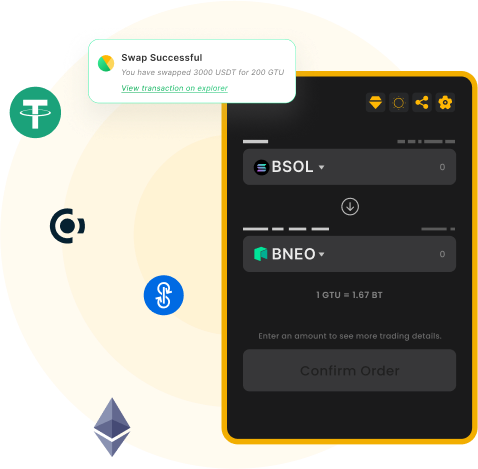 Swap Successful
You have swapped 3000 USDT for 200 GTU
View transaction on explorer
BSOL
0
BNEO
0
1 GTU = 1.67 BT
Enter an amount to see more trading details.
Confirm Order